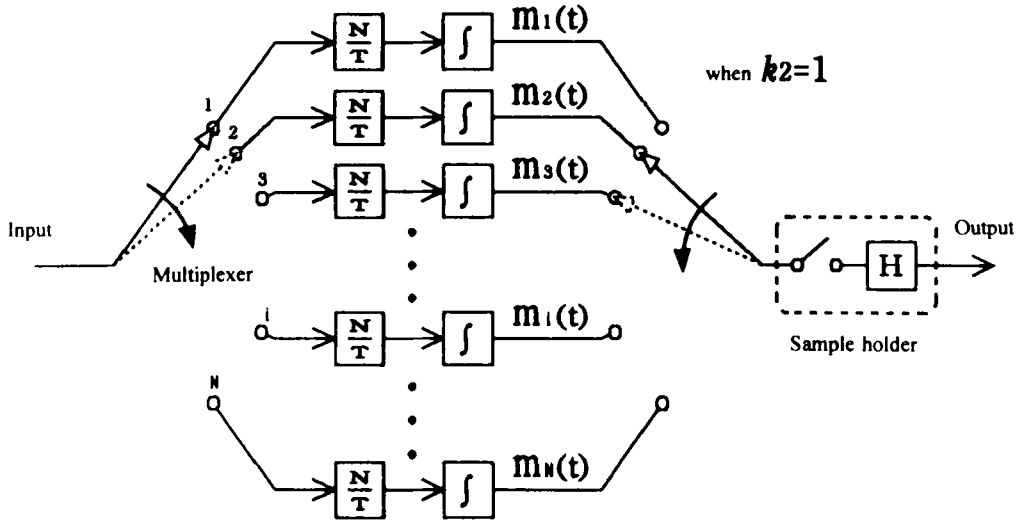 N/T ∫ m1(t)
when k2=1
1
N/T ∫ m2(t)
2
N/T ∫ m3(t)
3
Input
Multiplexer
Output
H
Sample holder
i
N/T ∫ mi(t)
N
N/T ∫ mN(t)